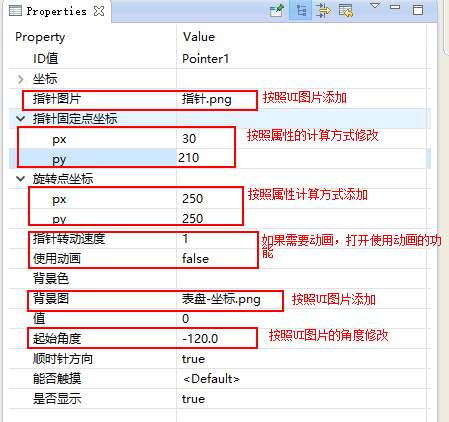 Properties
Property Value
ID值 Pointer1
坐标
指针图片 指针.png 按照UI图片添加
指针固定点坐标
px 30 按照属性的计算方式修改
py 210
旋转点坐标
px 250 按照属性计算方式添加
py 250
指针转动速度 1 如果需要动画，打开使用动画的功
使用动画 false 能
背景色
背景图 表盘-坐标.png 按照UI图片添加
值 0
起始角度 -120.0 按照UI图片的角度修改
顺时针方向 true
能否触摸 <Default>
是否显示 true